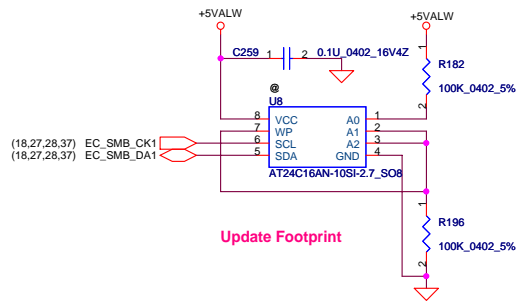 +5VALW
+5VALW
C259 1 2 0.1U_0402_16V4Z
1
R182
100K_0402_5%
2
@
U8
8 VCC A0 1
7 WP A1 2
6 SCL A2 3
5 SDA GND 4
(18,27,28,37) EC_SMB_CK1
(18,27,28,37) EC_SMB_DA1
AT24C16AN-10SI-2.7_SO8
Update Footprint
1
R196
100K_0402_5%
2